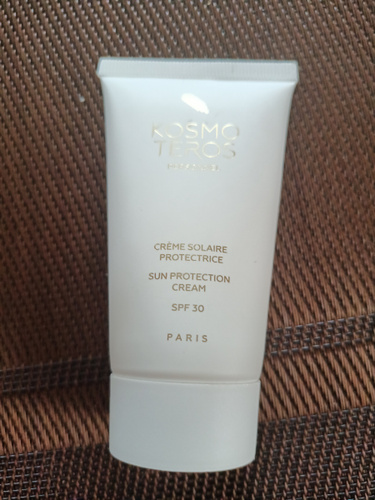 KOSMO
TEROS
CRÈME SOLAIRE
PROTECTRICE
SUN PROTECTION
CREAM
SPF 30
PARIS